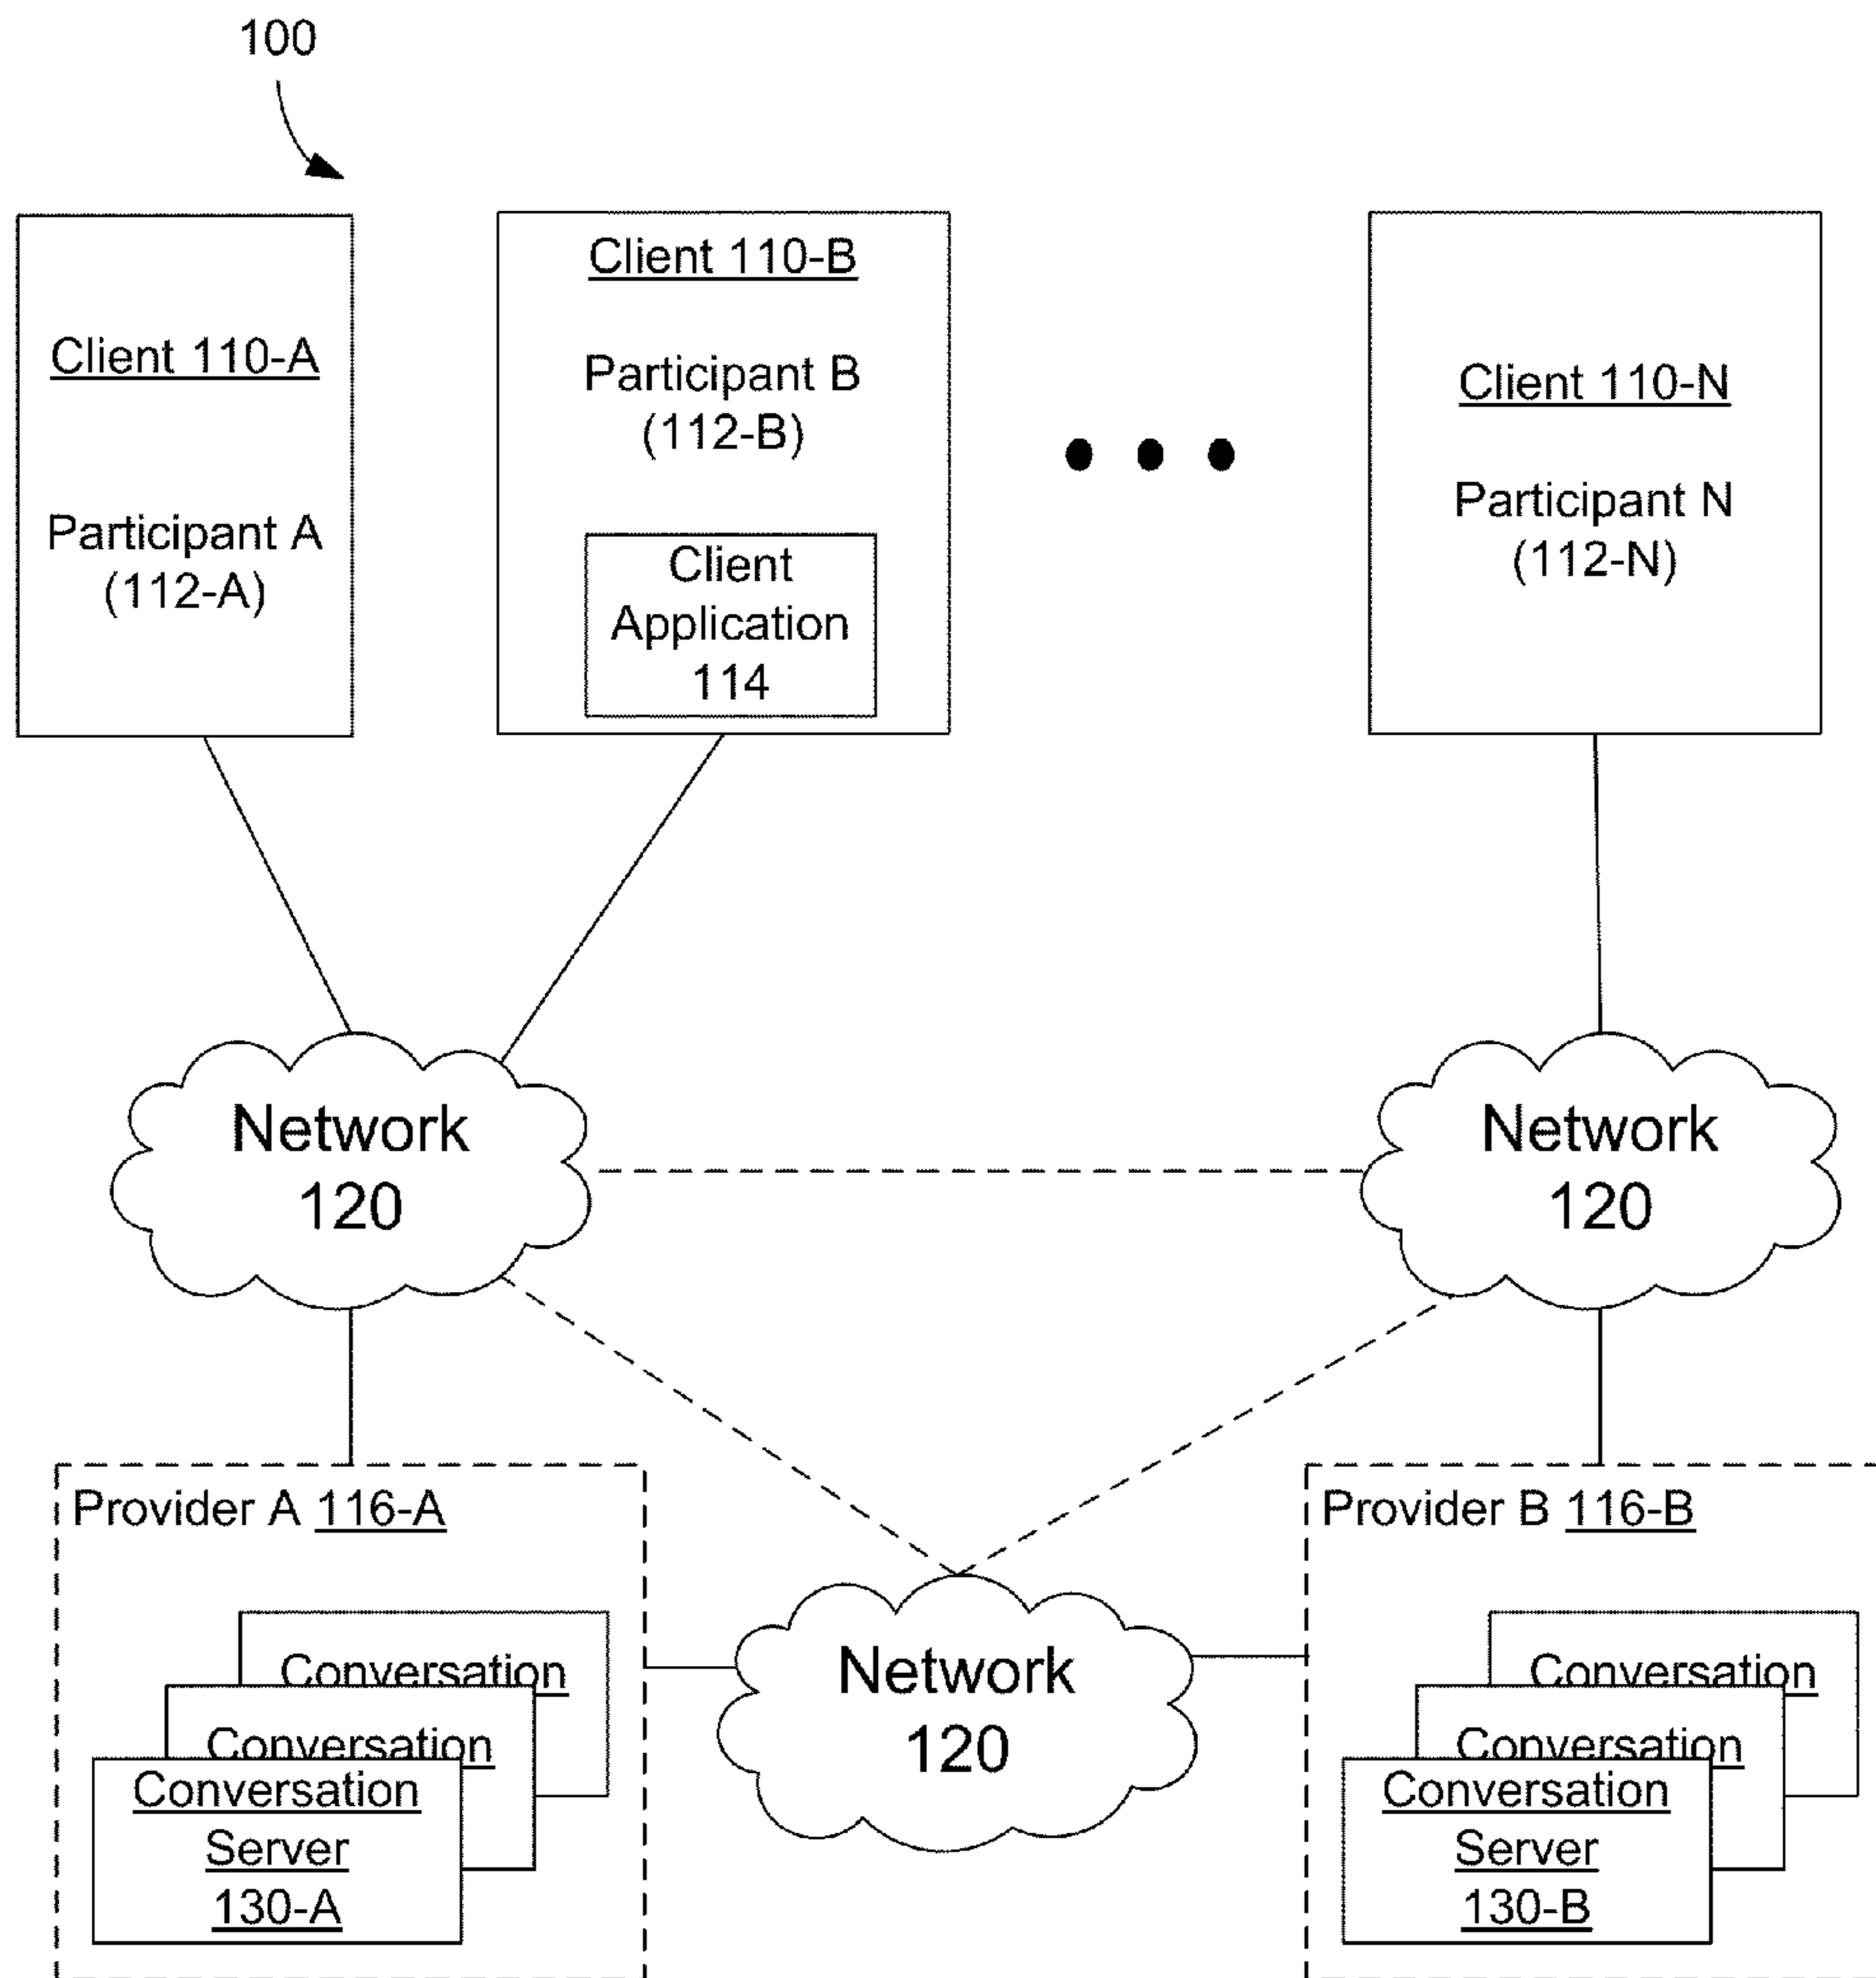 100
Client 110-A
Participant A
(112-A)
Client 110-B
Participant B
(112-B)
Client
Application
114
Client 110-N
Participant N
(112-N)
Network
120
Network
120
Provider A 116-A
Conversation
Conversation
Conversation
Server
130-A
Network
120
Provider B 116-B
Conversation
Conversation
Conversation
Server
130-B